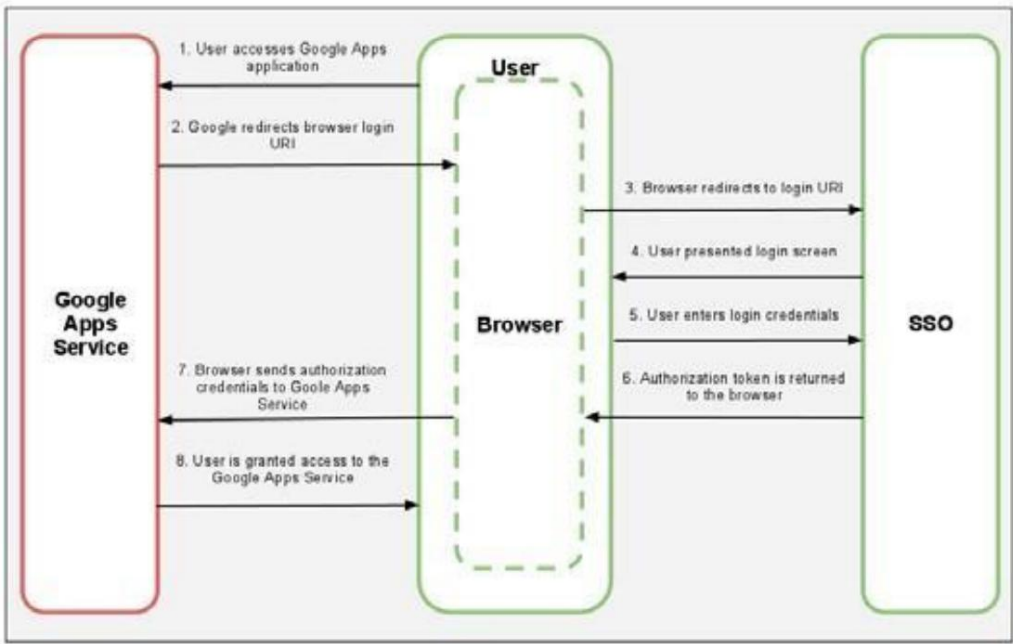 1. User accesses Google Apps
application
User
2. Google redirects browser login
URI
3. Browser redirects to login URI
4. User presented login screen
Google
Apps
Service
Browser
5. User enters login credentials
SSO
7. Browser sends authorization
credentials to Goole Apps
Service
6. Authorization token is returned
to the browser
8. User is granted access to the
Google Apps Service